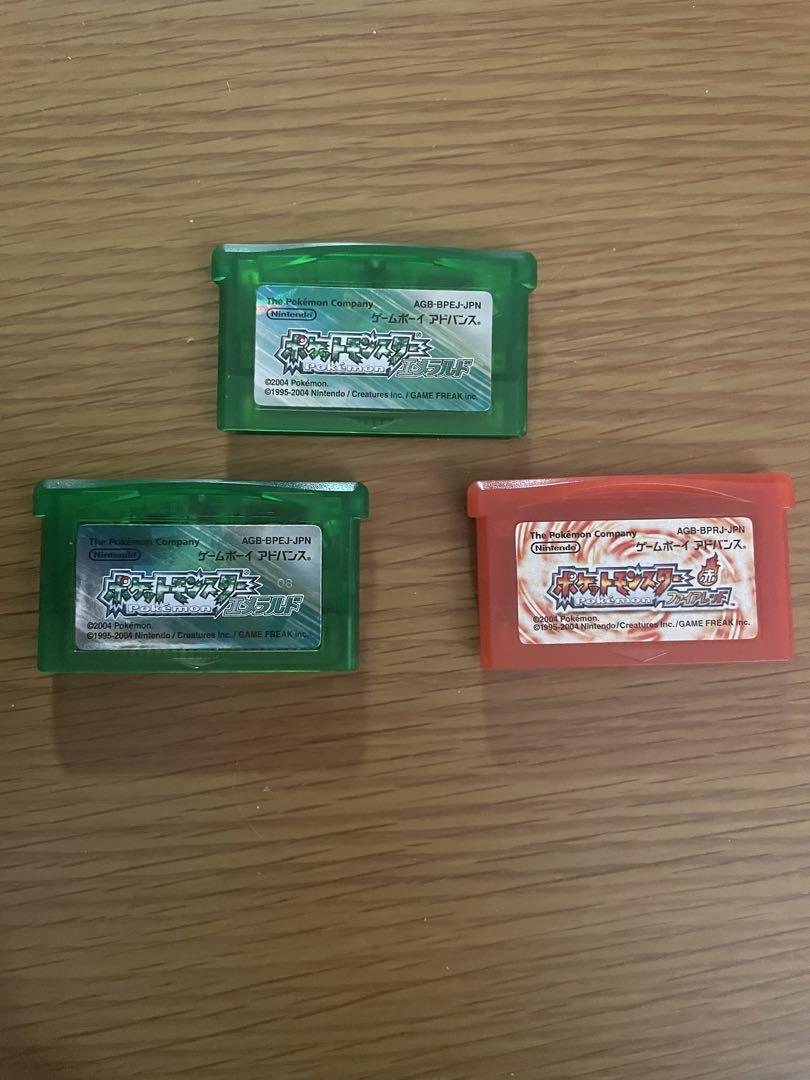 The Pokémon Company AGB-BPEJ-JPN
Nintendo ゲームボーイ アドバンス®
ポケットモンスター
Pokémon エメラルド
©2004 Pokémon.
©1995-2004 Nintendo / Creatures Inc. / GAME FREAK inc.
The Pokémon Company AGB-BPEJ-JPN
Nintendo ゲームボーイ アドバンス®
ポケットモンスター 08
Pokémon エメラルド
©2004 Pokémon.
©1995-2004 Nintendo / Creatures Inc. / GAME FREAK inc.
The Pokémon Company AGB-BPRJ-JPN
Nintendo ゲームボーイ アドバンス®
ポケットモンスター 赤
Pokémon ファイアレッド™
©2004 Pokémon.
©1995-2004 Nintendo/Creatures Inc./GAME FREAK inc.